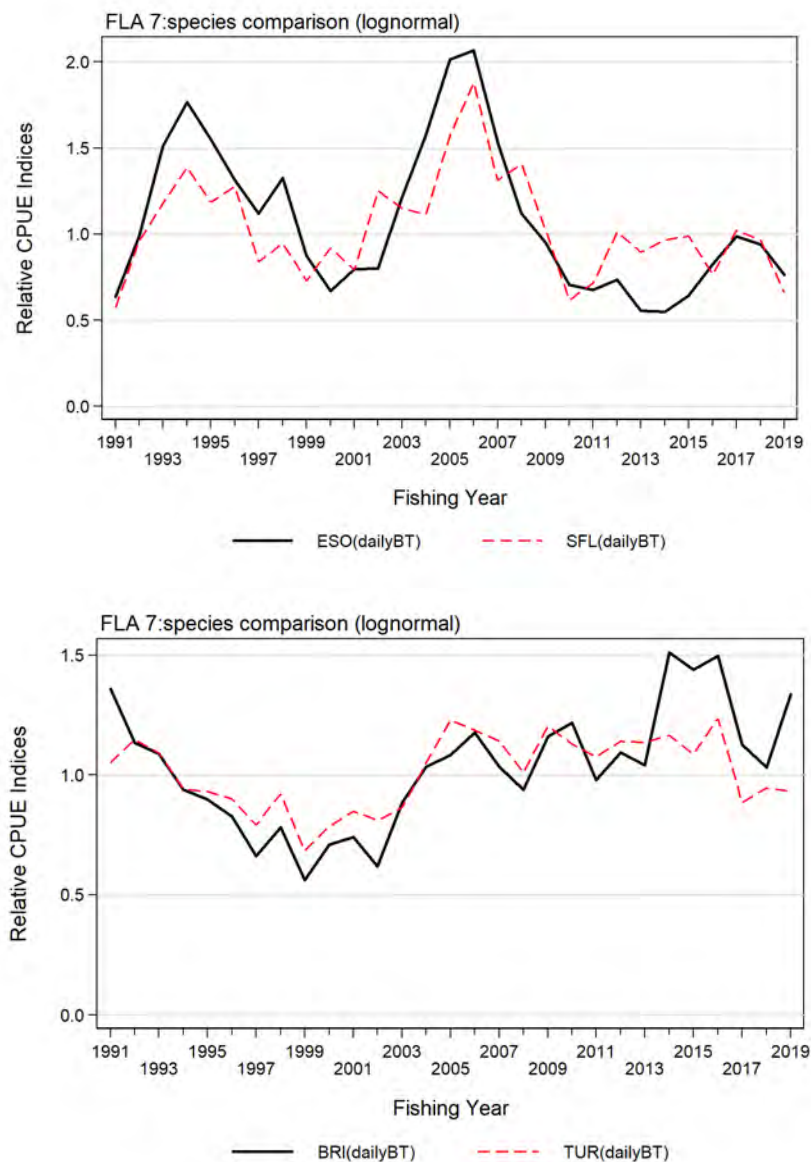 FLA 7:species comparison (lognormal)
2.0
1.5
1.0
0.5
0.0
Relative CPUE Indices
1991 1995 1999 2003 2007 2011 2015 2019
1993 1997 2001 2005 2009 2013 2017
Fishing Year
ESO(dailyBT) SFL(dailyBT)
FLA 7:species comparison (lognormal)
1.5
1.0
0.5
0.0
Relative CPUE Indices
1991 1995 1999 2003 2007 2011 2015 2019
1993 1997 2001 2005 2009 2013 2017
Fishing Year
BRI(dailyBT) TUR(dailyBT)